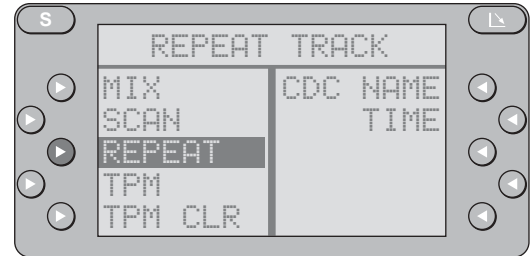 S
REPEAT TRACK
MIX
SCAN
REPEAT
TPM
TPM CLR
CDC NAME
TIME